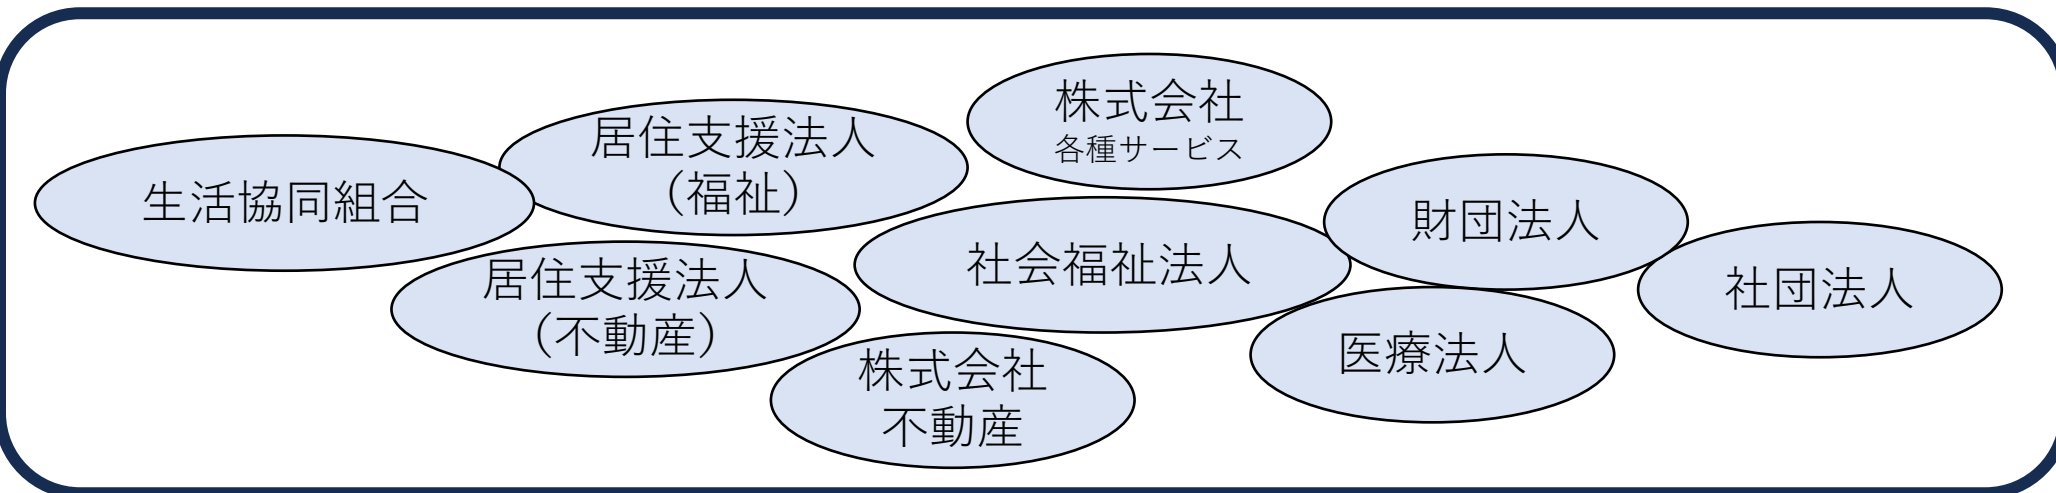 生活協同組合
居住支援法人
（福祉）
株式会社
各種サービス
居住支援法人
（不動産）
社会福祉法人
財団法人
社団法人
株式会社
不動産
医療法人